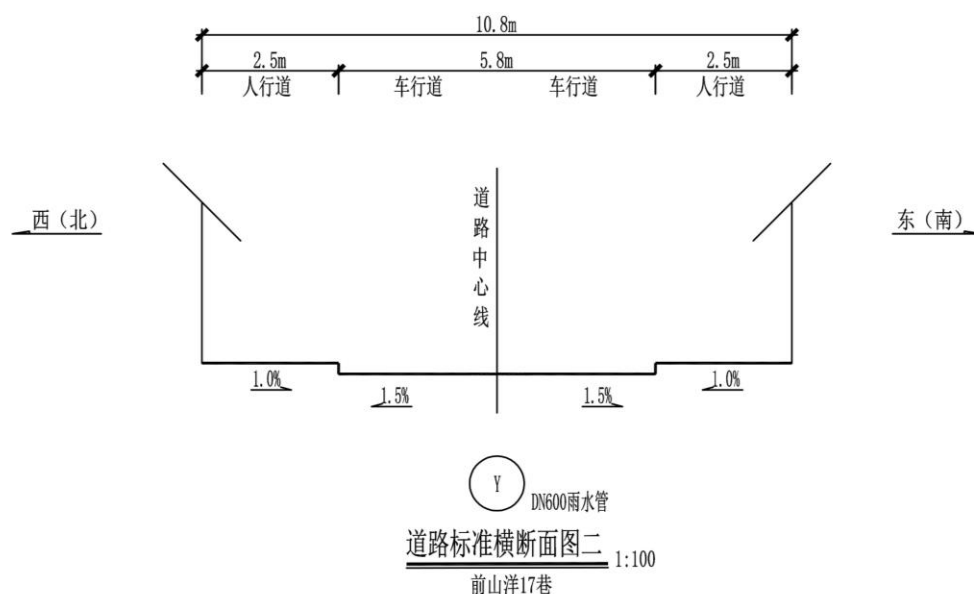 10.8m
2.5m 5.8m 2.5m
人行道 车行道 车行道 人行道
西（北） 道路中心线 东（南）
1.0% 1.0%
1.5% 1.5%
Y
DN600雨水管
道路标准横断面图二 1:100
前山洋17巷